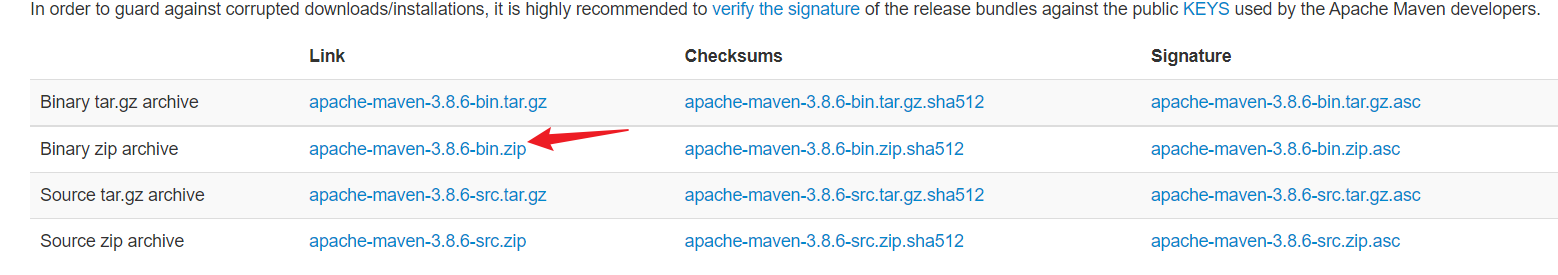 In order to guard against corrupted downloads/installations, it is highly recommended to verify the signature of the release bundles against the public KEYS used by the Apache Maven developers.
Link Checksums Signature
Binary tar.gz archive apache-maven-3.8.6-bin.tar.gz apache-maven-3.8.6-bin.tar.gz.sha512 apache-maven-3.8.6-bin.tar.gz.asc
Binary zip archive apache-maven-3.8.6-bin.zip apache-maven-3.8.6-bin.zip.sha512 apache-maven-3.8.6-bin.zip.asc
Source tar.gz archive apache-maven-3.8.6-src.tar.gz apache-maven-3.8.6-src.tar.gz.sha512 apache-maven-3.8.6-src.tar.gz.asc
Source zip archive apache-maven-3.8.6-src.zip apache-maven-3.8.6-src.zip.sha512 apache-maven-3.8.6-src.zip.asc